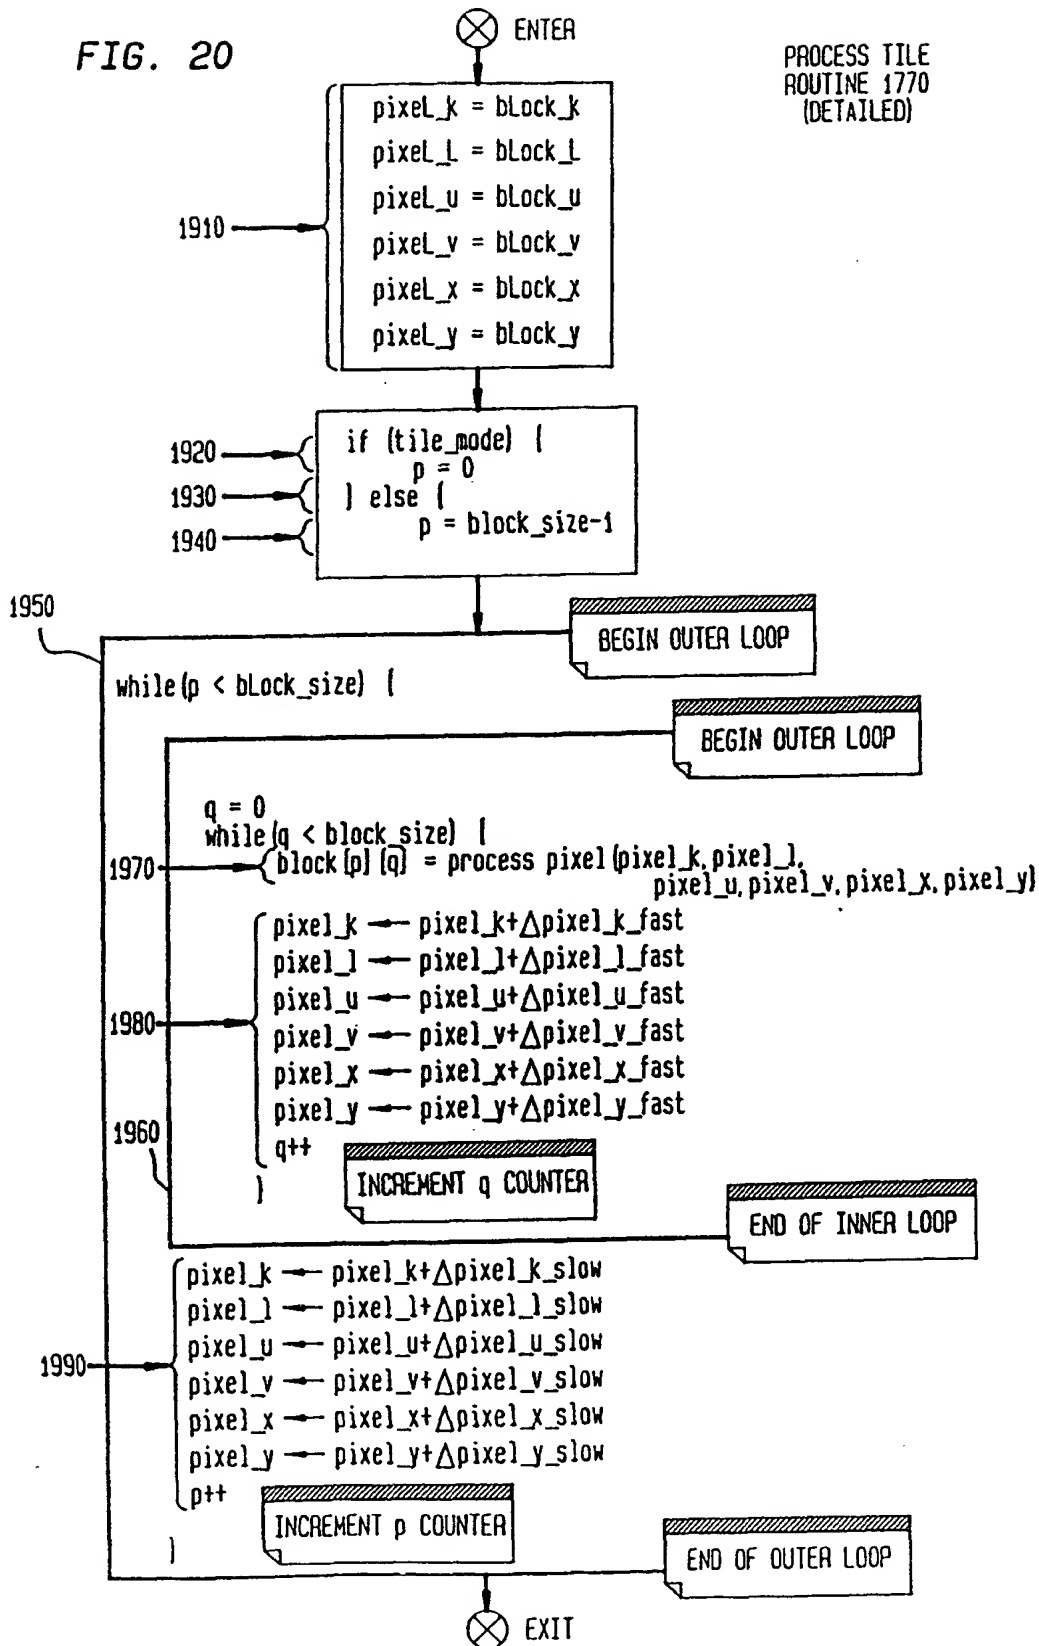 FIG. 20
ENTER
PROCESS TILE
ROUTINE 1770
(DETAILED)
1910
pixeL_k = bLock_k
pixeL_L = bLock_L
pixeL_u = bLock_u
pixeL_v = bLock_v
pixeL_x = bLock_x
pixeL_y = bLock_y
1920
1930
1940
if (tile_mode) {
p = 0
} else {
p = block_size-1
1950
BEGIN OUTER LOOP
while(p < bLock_size) {
BEGIN OUTER LOOP
q = 0
while(q < block_size) {
1970
block(p)(q) = process pixel(pixel_k, pixel_l,
pixel_u, pixel_v, pixel_x, pixel_y)
1980
pixel_k ← pixel_k+Δpixel_k_fast
pixel_l ← pixel_l+Δpixel_l_fast
pixel_u ← pixel_u+Δpixel_u_fast
pixel_v ← pixel_v+Δpixel_v_fast
pixel_x ← pixel_x+Δpixel_x_fast
pixel_y ← pixel_y+Δpixel_y_fast
q++
1960
INCREMENT q COUNTER
}
END OF INNER LOOP
1990
pixel_k ← pixel_k+Δpixel_k_slow
pixel_l ← pixel_l+Δpixel_l_slow
pixel_u ← pixel_u+Δpixel_u_slow
pixel_v ← pixel_v+Δpixel_v_slow
pixel_x ← pixel_x+Δpixel_x_slow
pixel_y ← pixel_y+Δpixel_y_slow
p++
INCREMENT p COUNTER
}
END OF OUTER LOOP
EXIT